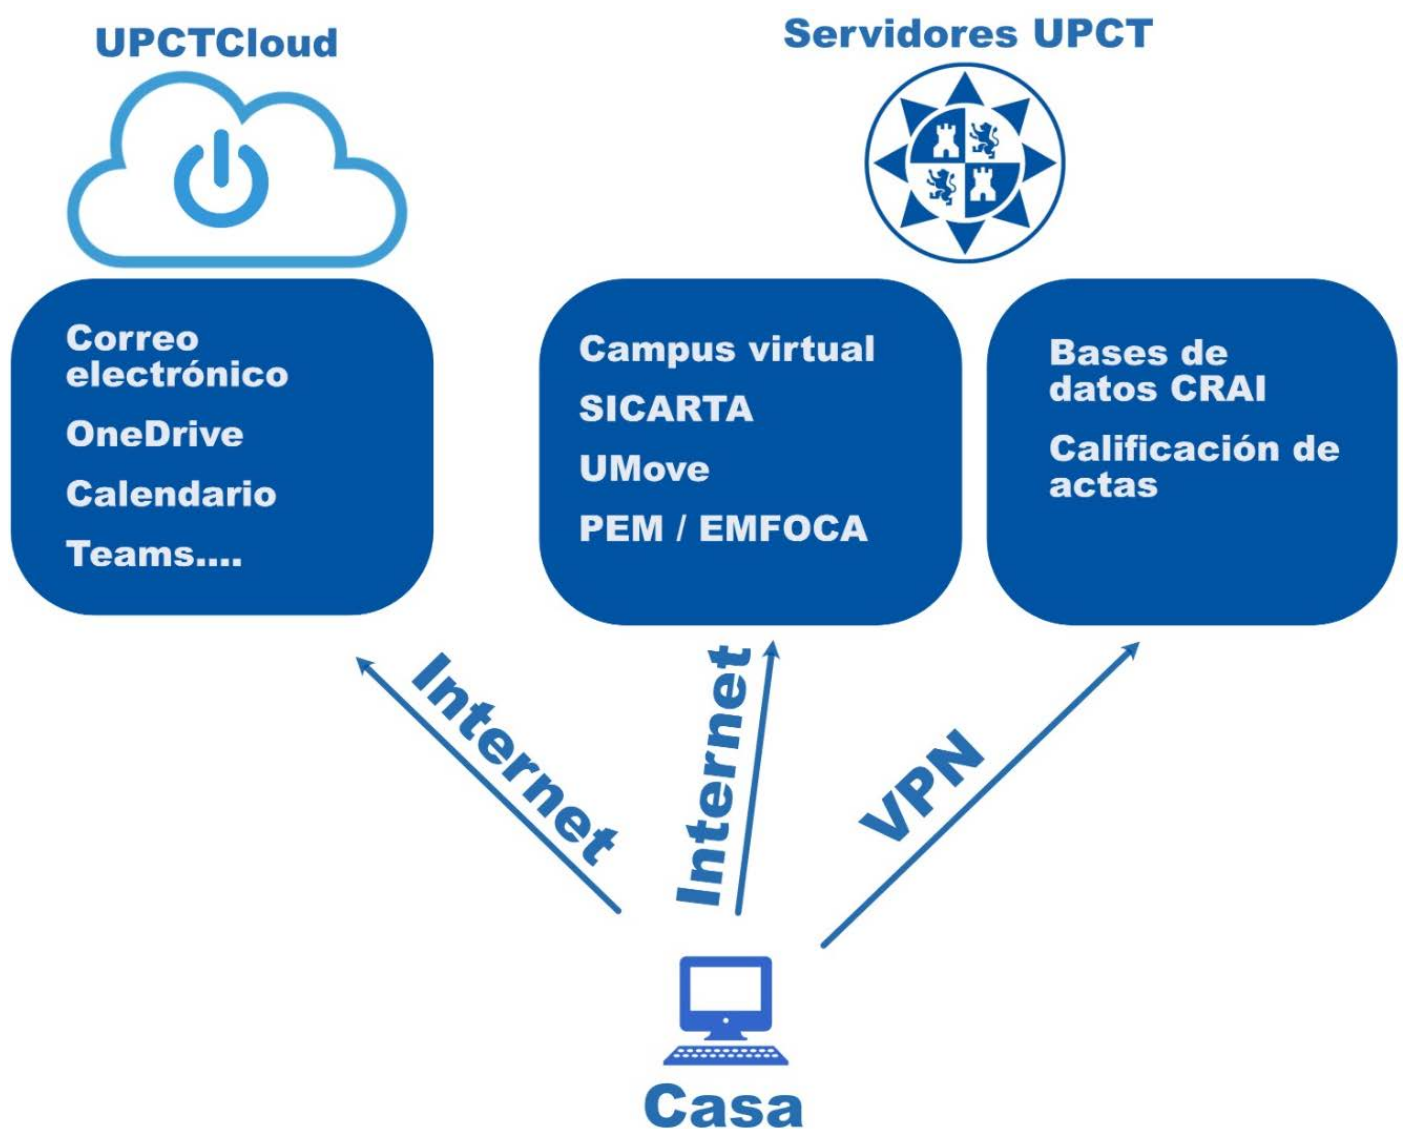 UPCTCloud
Servidores UPCT
Correo
electrónico
OneDrive
Calendario
Teams....
Campus virtual
SICARTA
UMove
PEM / EMFOCA
Bases de
datos CRAI
Calificación de
actas
Internet
Internet
VPN
Casa